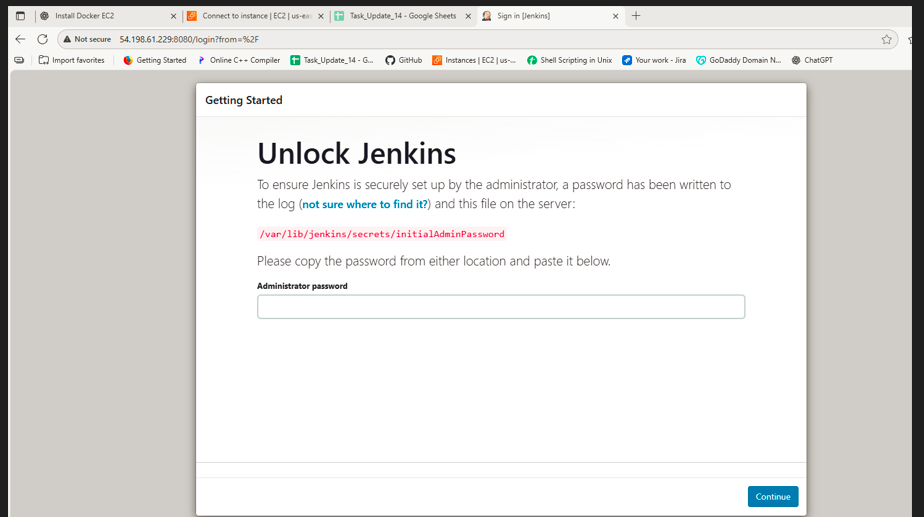 Install Docker EC2
Connect to instance | EC2 | us-ea
Task_Update_14 - Google Sheets
Sign in [Jenkins]
Not secure
54.198.61.229:8080/login?from=%2F
Import favorites
Getting Started
Online C++ Compiler
Task_Update_14 - G...
GitHub
Instances | EC2 | us-...
Shell Scripting in Unix
Your work - Jira
GoDaddy Domain N...
ChatGPT
Getting Started
Unlock Jenkins
To ensure Jenkins is securely set up by the administrator, a password has been written to
the log (not sure where to find it?) and this file on the server:
/var/lib/jenkins/secrets/initialAdminPassword
Please copy the password from either location and paste it below.
Administrator password
Continue